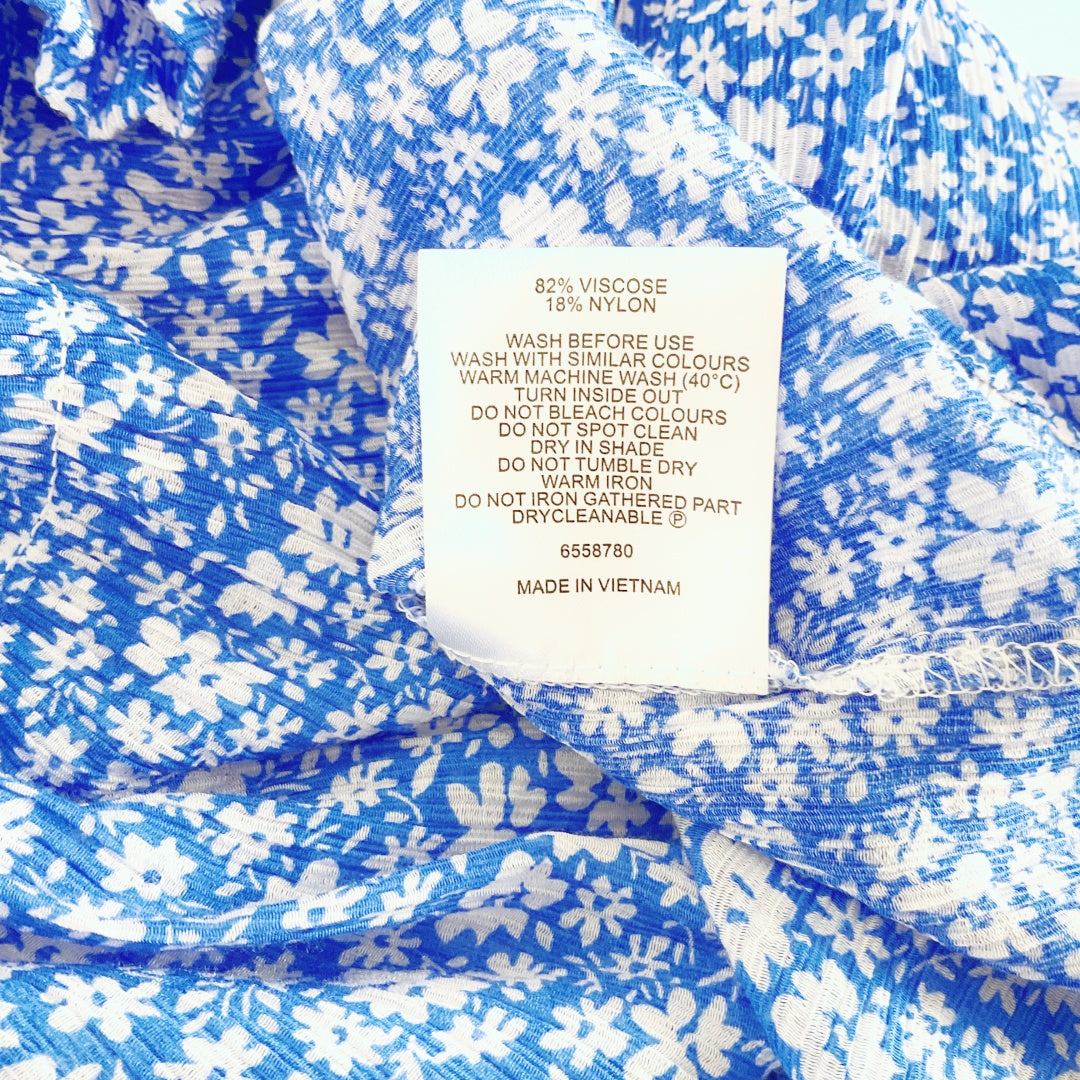 82% VISCOSE
18% NYLON
WASH BEFORE USE
WASH WITH SIMILAR COLOURS
WARM MACHINE WASH (40°C)
TURN INSIDE OUT
DO NOT BLEACH COLOURS
DO NOT SPOT CLEAN
DRY IN SHADE
DO NOT TUMBLE DRY
WARM IRON
DO NOT IRON GATHERED PART
DRYCLEANABLE Ⓟ
6558780
MADE IN VIETNAM